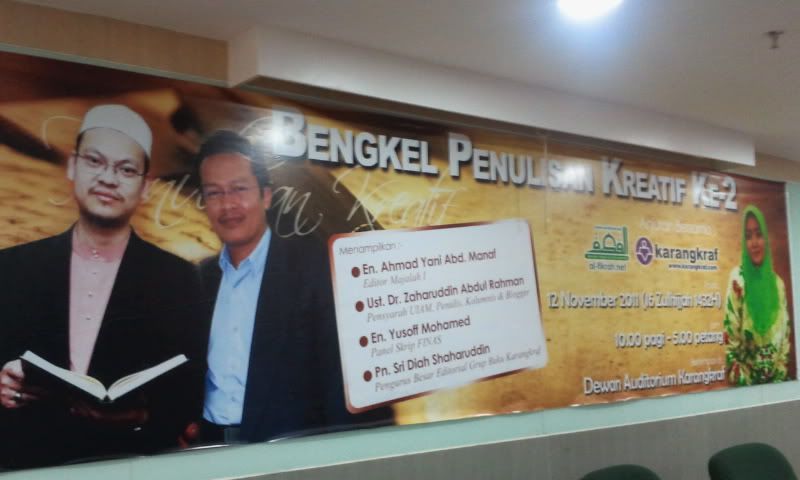 BENGKEL PENULISAN KREATIF KE-2
Menampilkan :-
En. Ahmad Yani Abd. Manaf
Editor Majalah I
Ust. Dr. Zaharuddin Abdul Rahman
Pensyarah UIAM, Penulis, Kolumnis & Blogger
En. Yusoff Mohamed
Panel Skrip FINAS
Pn. Sri Diah Shaharuddin
Pengurus Besar Editorial Grup Buku Karangkraf
Anjuran Bersama
al-fikrah.net
karangkraf
www.karangkraf.com
12 November 2011 (16 Zulhijjah 1432H)
10.00 pagi - 5.00 petang
Dewan Auditorium Karangkraf